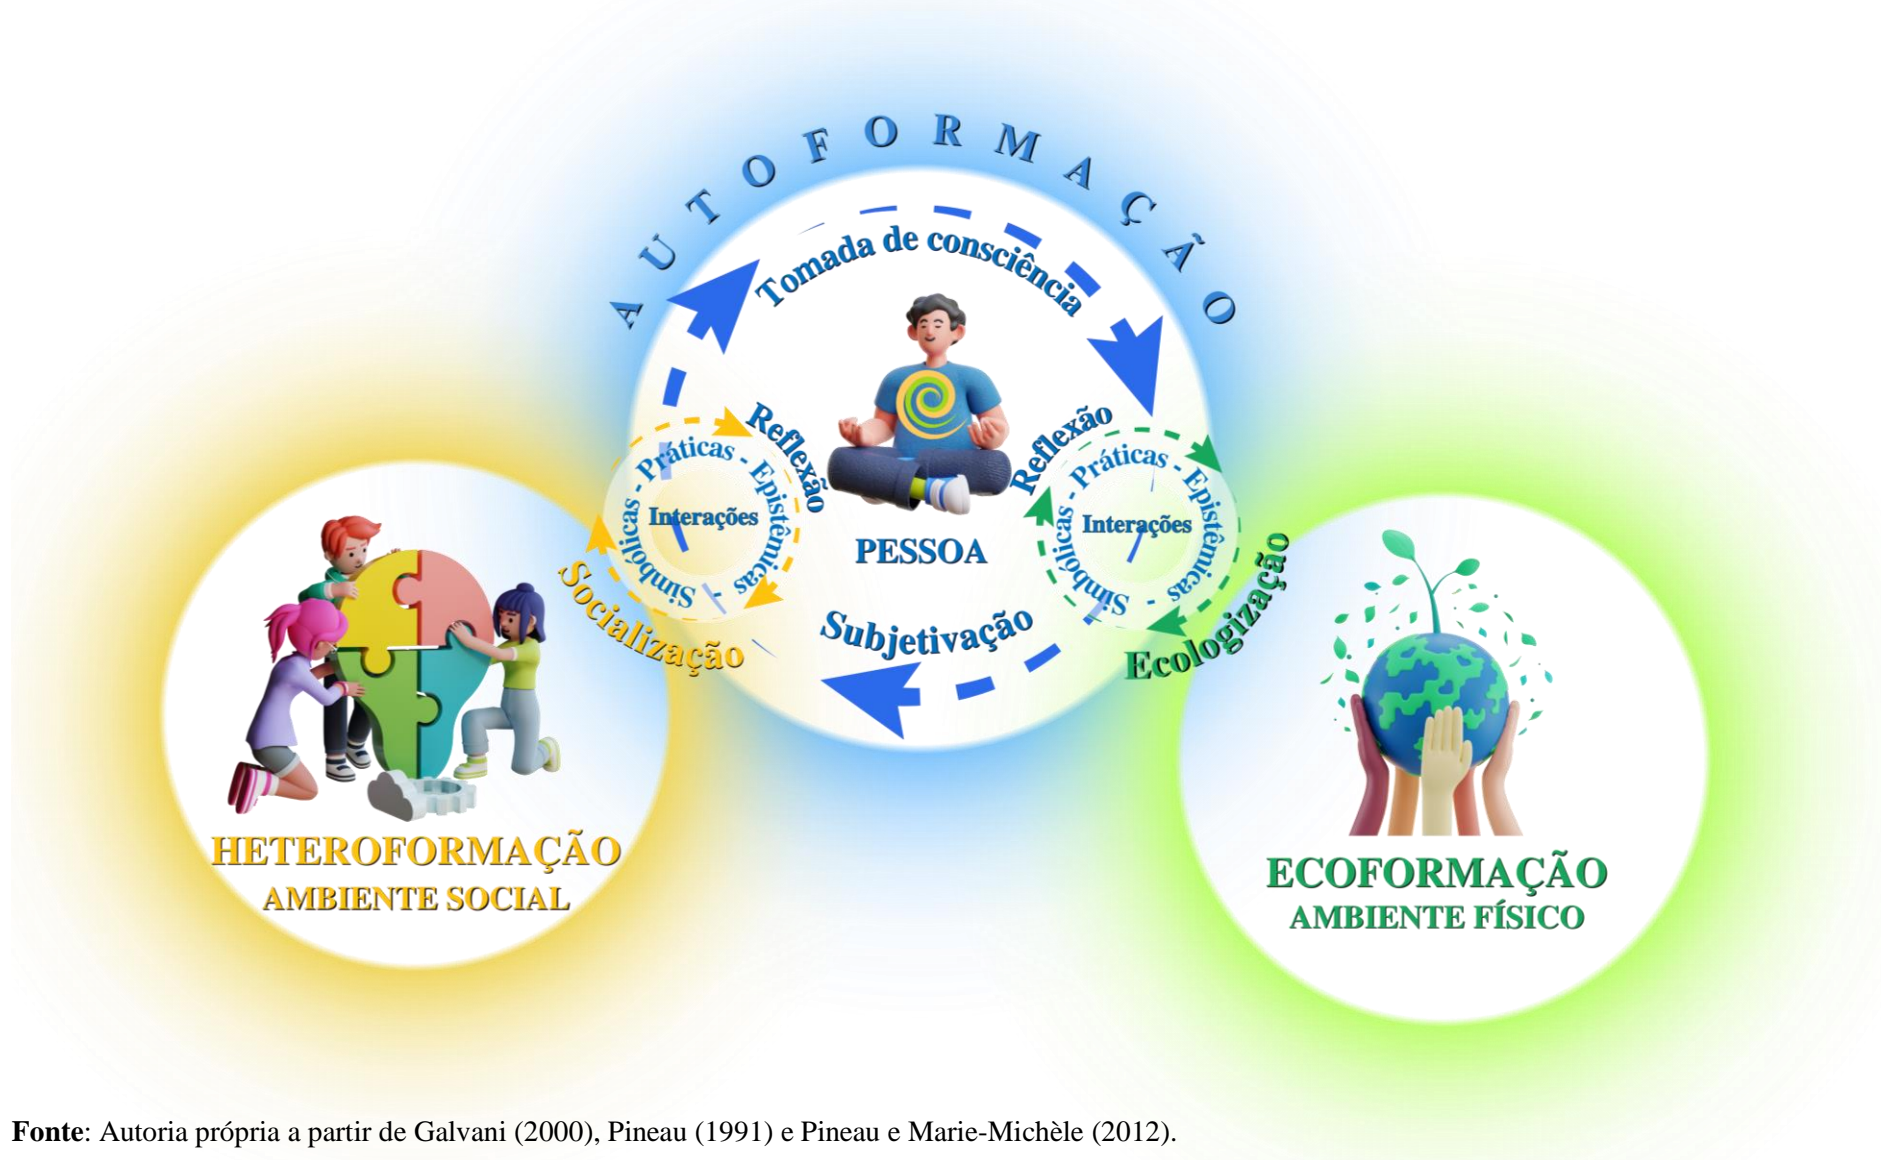 AUTOFORMAÇÃO
Tomada de consciência
Reflexão
Reflexão
Simbólicas - Práticas - Epistêmicas -
Interações
Simbólicas - Práticas - Epistêmicas -
Interações
PESSOA
Subjetivação
Socialização
Ecologização
HETEROFORMAÇÃO
AMBIENTE SOCIAL
ECOFORMAÇÃO
AMBIENTE FÍSICO
Fonte: Autoria própria a partir de Galvani (2000), Pineau (1991) e Pineau e Marie-Michèle (2012).